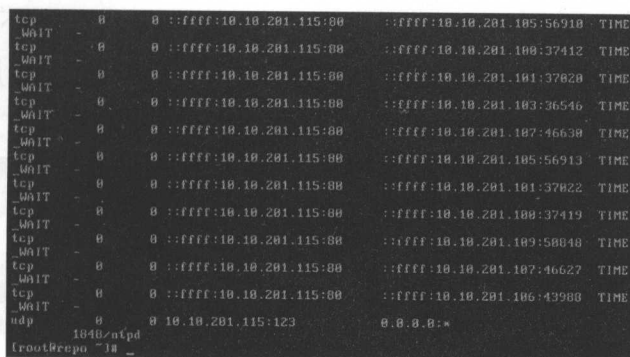 tcp 0 0 ::ffff:10.10.201.115:80 ::ffff:10.10.201.105:56910 TIME
_WAIT -
tcp 0 0 ::ffff:10.10.201.115:80 ::ffff:10.10.201.100:37412 TIME
_WAIT -
tcp 0 0 ::ffff:10.10.201.115:80 ::ffff:10.10.201.101:37020 TIME
_WAIT -
tcp 0 0 ::ffff:10.10.201.115:80 ::ffff:10.10.201.103:36546 TIME
_WAIT -
tcp 0 0 ::ffff:10.10.201.115:80 ::ffff:10.10.201.107:46630 TIME
_WAIT -
tcp 0 0 ::ffff:10.10.201.115:80 ::ffff:10.10.201.105:56913 TIME
_WAIT -
tcp 0 0 ::ffff:10.10.201.115:80 ::ffff:10.10.201.101:37022 TIME
_WAIT -
tcp 0 0 ::ffff:10.10.201.115:80 ::ffff:10.10.201.100:37419 TIME
_WAIT -
tcp 0 0 ::ffff:10.10.201.115:80 ::ffff:10.10.201.109:50848 TIME
_WAIT -
tcp 0 0 ::ffff:10.10.201.115:80 ::ffff:10.10.201.107:46627 TIME
_WAIT -
tcp 0 0 ::ffff:10.10.201.115:80 ::ffff:10.10.201.106:43988 TIME
_WAIT -
udp 0 0 10.10.201.115:123 0.0.0.0:*
1848/ntpd
[root@repo ~]# _